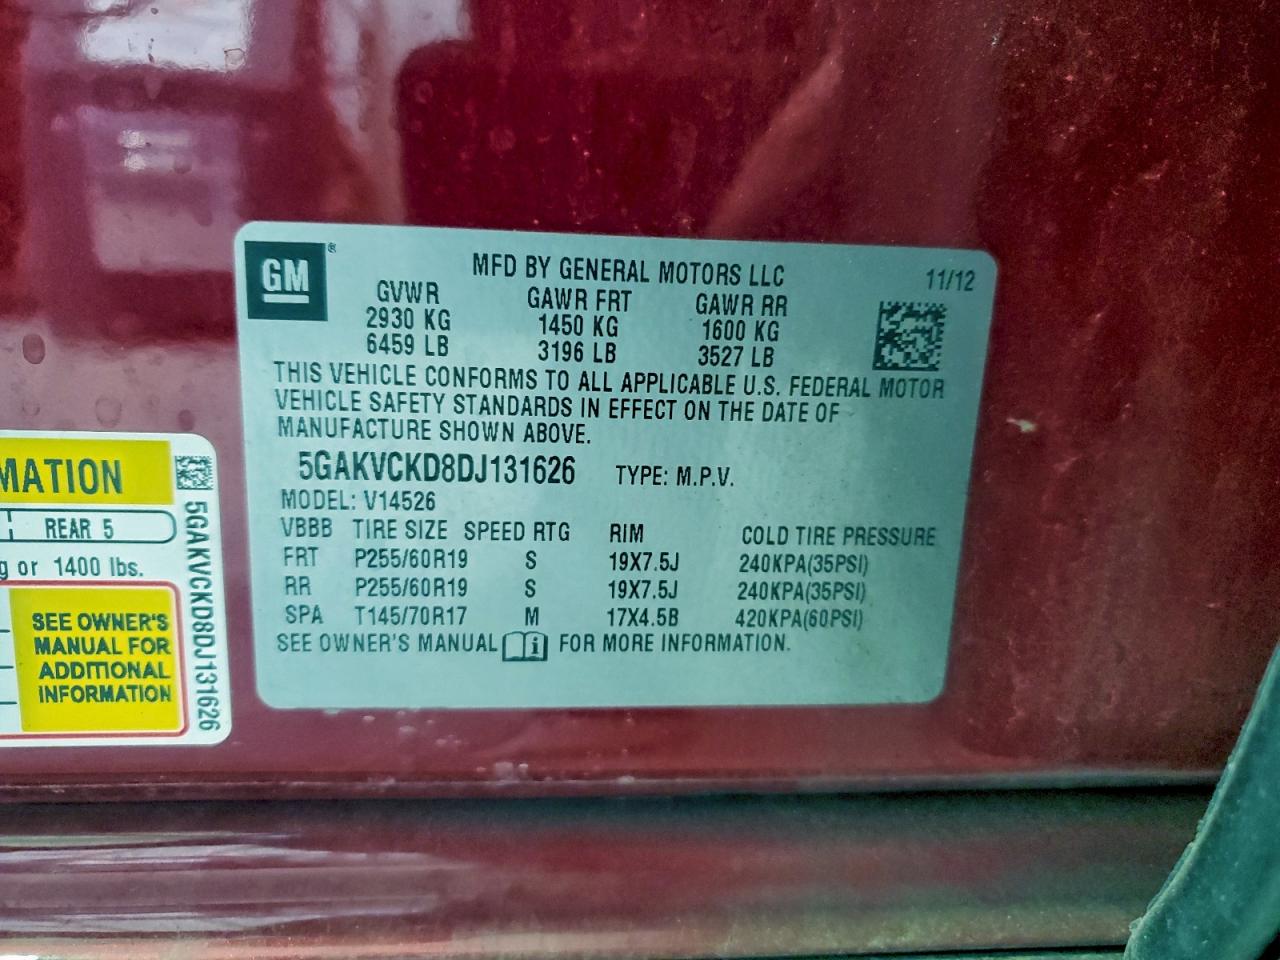 GM ®
MFD BY GENERAL MOTORS LLC 11/12
GVWR GAWR FRT GAWR RR
2930 KG 1450 KG 1600 KG
6459 LB 3196 LB 3527 LB
THIS VEHICLE CONFORMS TO ALL APPLICABLE U.S. FEDERAL MOTOR
VEHICLE SAFETY STANDARDS IN EFFECT ON THE DATE OF
MANUFACTURE SHOWN ABOVE.
5GAKVCKD8DJ131626 TYPE: M.P.V.
MODEL: V14526
VBBB TIRE SIZE SPEED RTG RIM COLD TIRE PRESSURE
FRT P255/60R19 S 19X7.5J 240KPA(35PSI)
RR P255/60R19 S 19X7.5J 240KPA(35PSI)
SPA T145/70R17 M 17X4.5B 420KPA(60PSI)
SEE OWNER'S MANUAL i FOR MORE INFORMATION.
MATION
REAR 5
g or 1400 lbs.
SEE OWNER'S
MANUAL FOR
ADDITIONAL
INFORMATION
5GAKVCKD8DJ131626